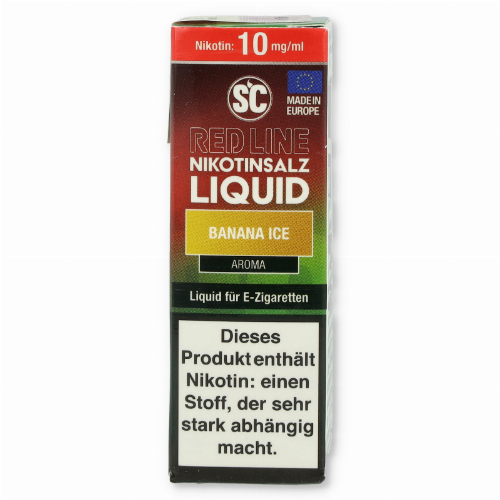 Nikotin: 10 mg/ml
SC
MADE IN
EUROPE
RED LINE
NIKOTINSALZ
LIQUID
BANANA ICE
AROMA
Liquid für E-Zigaretten
Dieses
Produkt enthält
Nikotin: einen
Stoff, der sehr
stark abhängig
macht.